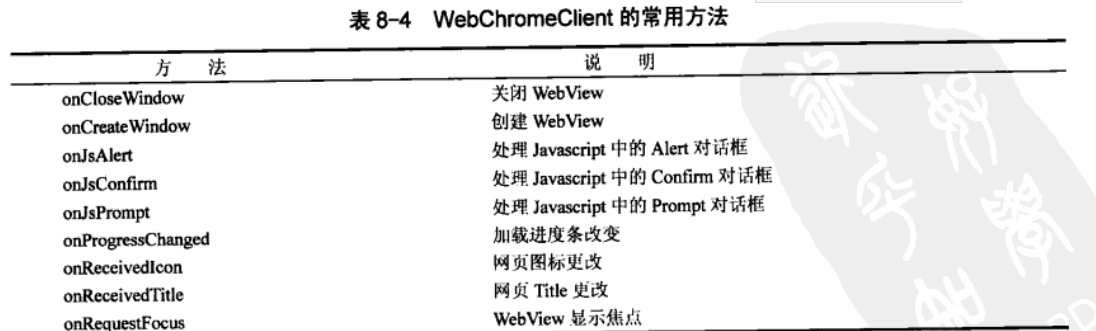 表 8-4 WebChromeClient 的常用方法
方 法 说 明
onCloseWindow 关闭 WebView
onCreateWindow 创建 WebView
onJsAlert 处理 Javascript 中的 Alert 对话框
onJsConfirm 处理 Javascript 中的 Confirm 对话框
onJsPrompt 处理 Javascript 中的 Prompt 对话框
onProgressChanged 加载进度条改变
onReceivedIcon 网页图标更改
onReceivedTitle 网页 Title 更改
onRequestFocus WebView 显示焦点